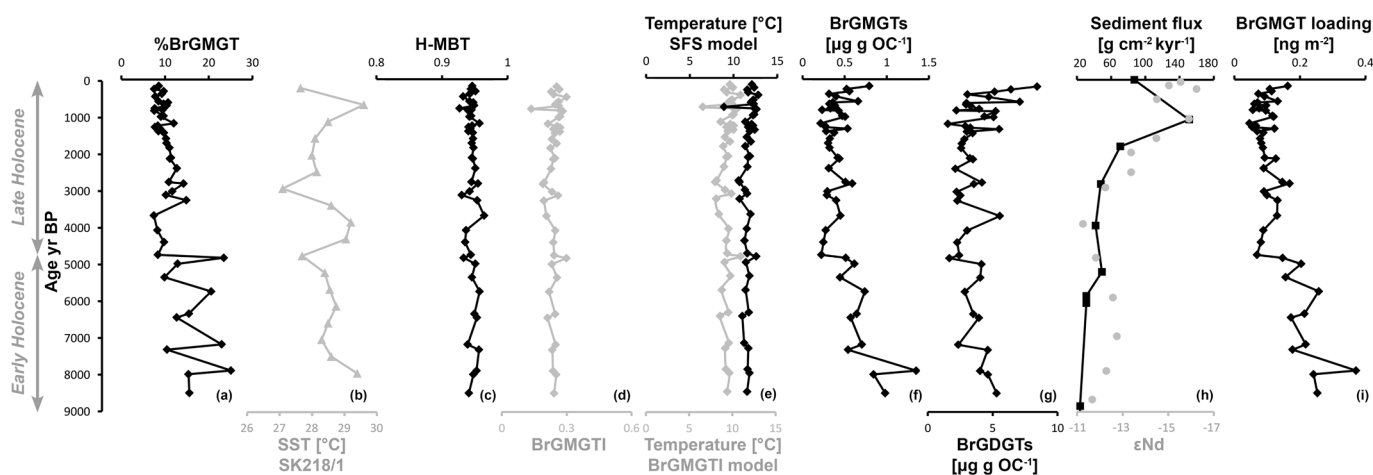 %BrGMGT
0 10 20 30
H-MBT
0.8 0.9 1
Temperature [°C]
SFS model
0 5 10 15
BrGMGTs
[µg g OC⁻¹]
0 0.5 1 1.5
Sediment flux
[g cm⁻² kyr⁻¹]
20 60 100 140 180
BrGMGT loading
[ng m⁻²]
0 0.2 0.4
Late Holocene
Early Holocene
Age yr BP
0
1000
2000
3000
4000
5000
6000
7000
8000
9000
(a) (b) (c) (d) (e) (f) (g) (h) (i)
27 28 29 30
SST [°C]
SK218/1
0 0.3 0.6
BrGMGTI
0 5 10 15
Temperature [°C]
BrGMGTI model
0 5 10
BrGDGTs
[µg g OC⁻¹]
-11 -13 -15 -17
εNd